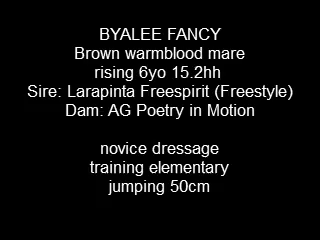 BYALEE FANCY
Brown warmblood mare
rising 6yo 15.2hh
Sire: Larapinta Freespirit (Freestyle)
Dam: AG Poetry in Motion
novice dressage
training elementary
jumping 50cm